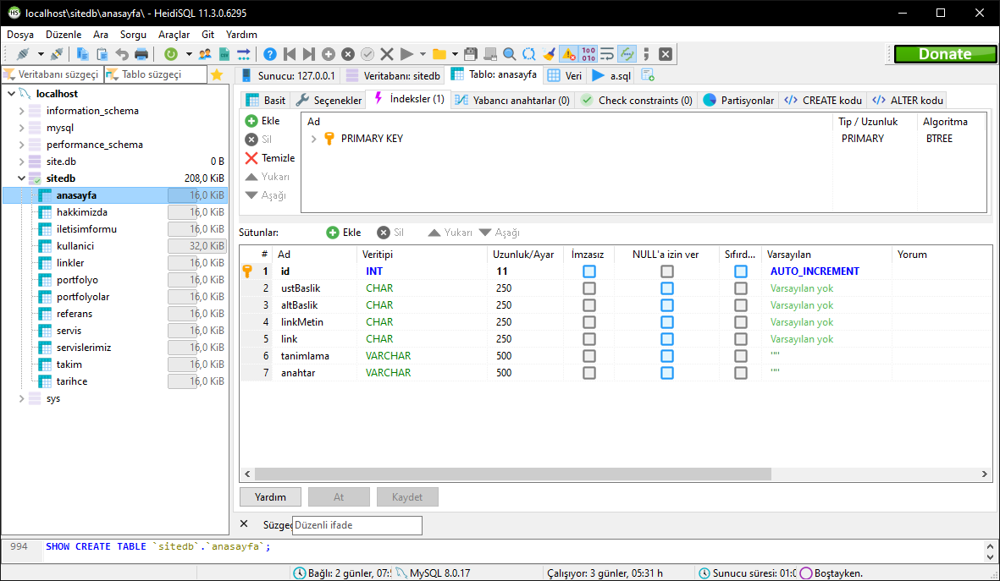 localhost\sitedb\anasayfa\ - HeidiSQL 11.3.0.6295
Dosya Düzenle Ara Sorgu Araçlar Git Yardım
Donate
Veritabanı süzgeci Tablo süzgeci
Sunucu: 127.0.0.1 Veritabanı: sitedb Tablo: anasayfa Veri a.sql
localhost
information_schema
mysql
performance_schema
site.db 0 B
sitedb 208,0 KiB
anasayfa 16,0 KiB
hakkimizda 16,0 KiB
iletisimformu 16,0 KiB
kullanici 32,0 KiB
linkler 16,0 KiB
portfolyo 16,0 KiB
portfolyolar 16,0 KiB
referans 16,0 KiB
servis 16,0 KiB
servislerimiz 16,0 KiB
takim 16,0 KiB
tarihce 16,0 KiB
sys
Basit Seçenekler İndeksler (1) Yabancı anahtarlar (0) Check constraints (0) Partisyonlar CREATE kodu ALTER kodu
Ekle
Sil
Temizle
Yukarı
Aşağı
Ad Tip / Uzunluk Algoritma
PRIMARY KEY PRIMARY BTREE
Sütunlar: Ekle Sil Yukarı Aşağı
# Ad Veritipi Uzunluk/Ayar İmzasız NULL'a izin ver Sıfırd... Varsayılan Yorum
1 id INT 11 AUTO_INCREMENT
2 ustBaslik CHAR 250 Varsayılan yok
3 altBaslik CHAR 250 Varsayılan yok
4 linkMetin CHAR 250 Varsayılan yok
5 link CHAR 250 Varsayılan yok
6 tanimlama VARCHAR 500 '""'
7 anahtar VARCHAR 500 '""'
Yardım At Kaydet
Süzgeç Düzenli ifade
994 SHOW CREATE TABLE `sitedb`.`anasayfa`;
Bağlı: 2 günler, 07:5 MySQL 8.0.17 Çalışıyor: 3 günler, 05:31 h Sunucu süresi: 01:0 Boştayken.